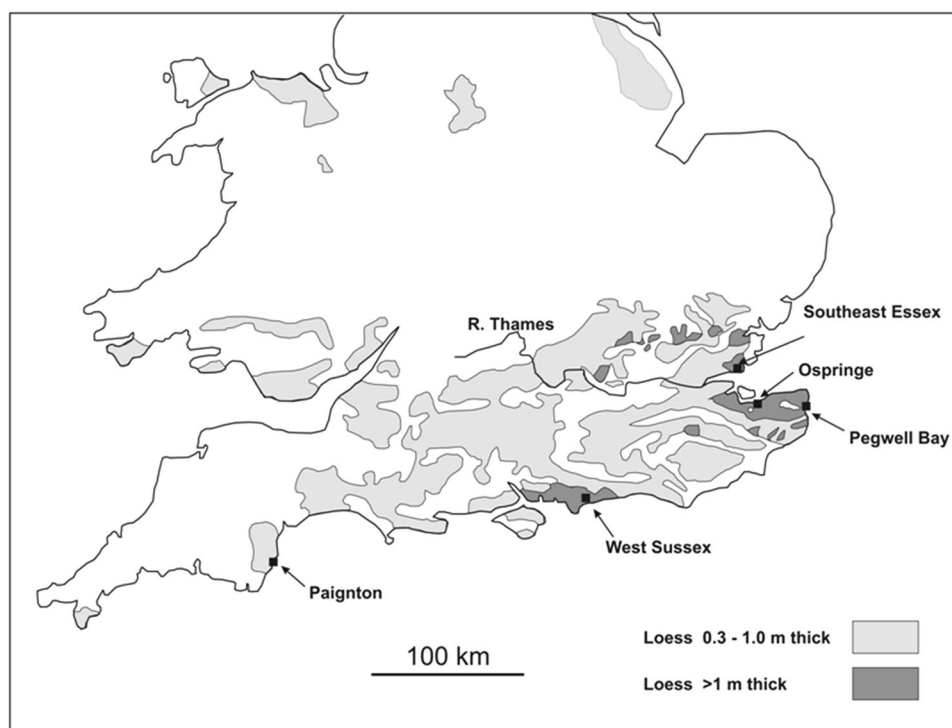 Southeast Essex
R. Thames
Ospringe
Pegwell Bay
West Sussex
Paignton
100 km
Loess 0.3 - 1.0 m thick
Loess >1 m thick